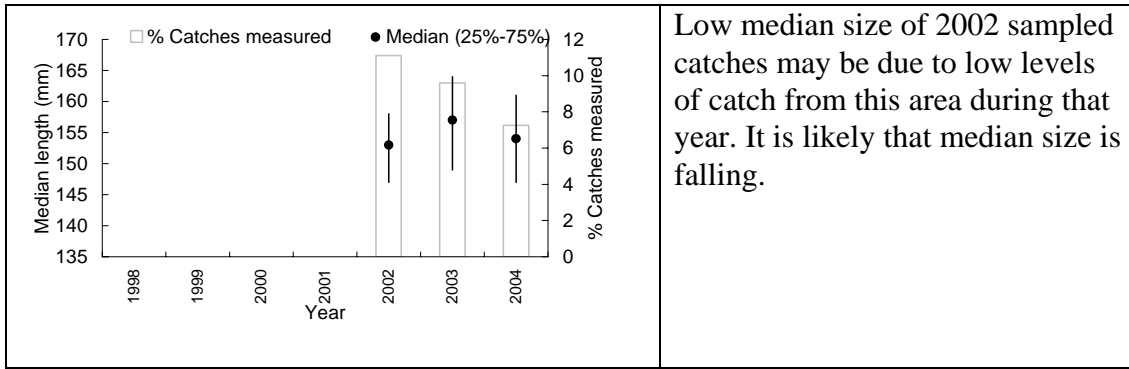 170
165
160
155
150
145
140
135
Median length (mm)
% Catches measured
Median (25%-75%)
12
10
8
6
4
2
0
% Catches measured
1998
1999
2000
2001
2002
2003
2004
Year
Low median size of 2002 sampled
catches may be due to low levels
of catch from this area during that
year. It is likely that median size is
falling.